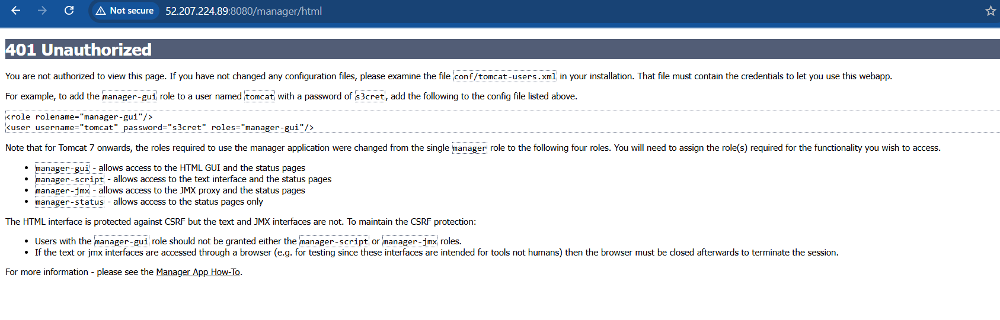 Not secure 52.207.224.89:8080/manager/html
401 Unauthorized
You are not authorized to view this page. If you have not changed any configuration files, please examine the file conf/tomcat-users.xml in your installation. That file must contain the credentials to let you use this webapp.
For example, to add the manager-gui role to a user named tomcat with a password of s3cret, add the following to the config file listed above.
<role rolename="manager-gui"/>
<user username="tomcat" password="s3cret" roles="manager-gui"/>
Note that for Tomcat 7 onwards, the roles required to use the manager application were changed from the single manager role to the following four roles. You will need to assign the role(s) required for the functionality you wish to access.
• manager-gui - allows access to the HTML GUI and the status pages
• manager-script - allows access to the text interface and the status pages
• manager-jmx - allows access to the JMX proxy and the status pages
• manager-status - allows access to the status pages only
The HTML interface is protected against CSRF but the text and JMX interfaces are not. To maintain the CSRF protection:
• Users with the manager-gui role should not be granted either the manager-script or manager-jmx roles.
• If the text or jmx interfaces are accessed through a browser (e.g. for testing since these interfaces are intended for tools not humans) then the browser must be closed afterwards to terminate the session.
For more information - please see the Manager App How-To.